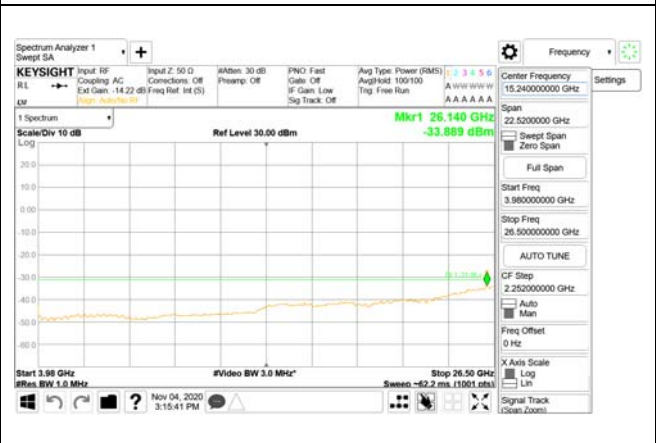 Spectrum Analyzer 1
Swept SA
+
Frequency
KEYSIGHT
RL
Input: RF
Coupling: AC
Ext Gain: -14.22 dB
Align: Auto/No RF
Input Z: 50 Ω
Corrections: Off
Freq Ref: Int (S)
#Atten: 30 dB
Preamp: Off
PNO: Fast
Gate: Off
IF Gain: Low
Sig Track: Off
Avg Type: Power (RMS)
Avg|Hold: 100/100
Trig: Free Run
1 2 3 4 5 6
A W W W W W
A A A A A A
1 Spectrum
Scale/Div 10 dB
Ref Level 30.00 dBm
Mkr1 26.140 GHz
-33.889 dBm
Log
20.0
10.0
0.00
-10.0
-20.0
-30.0
-40.0
-50.0
-60.0
Start 3.98 GHz
#Res BW 1.0 MHz
#Video BW 3.0 MHz*
Stop 26.50 GHz
Sweep ~62.2 ms (1001 pts)
Nov 04, 2020
3:15:41 PM
Center Frequency
15.240000000 GHz
Settings
Span
22.5200000 GHz
Swept Span
Zero Span
Full Span
Start Freq
3.980000000 GHz
Stop Freq
26.500000000 GHz
AUTO TUNE
CF Step
2.252000000 GHz
Auto
Man
Freq Offset
0 Hz
X Axis Scale
Log
Lin
Signal Track
(Span Zoom)